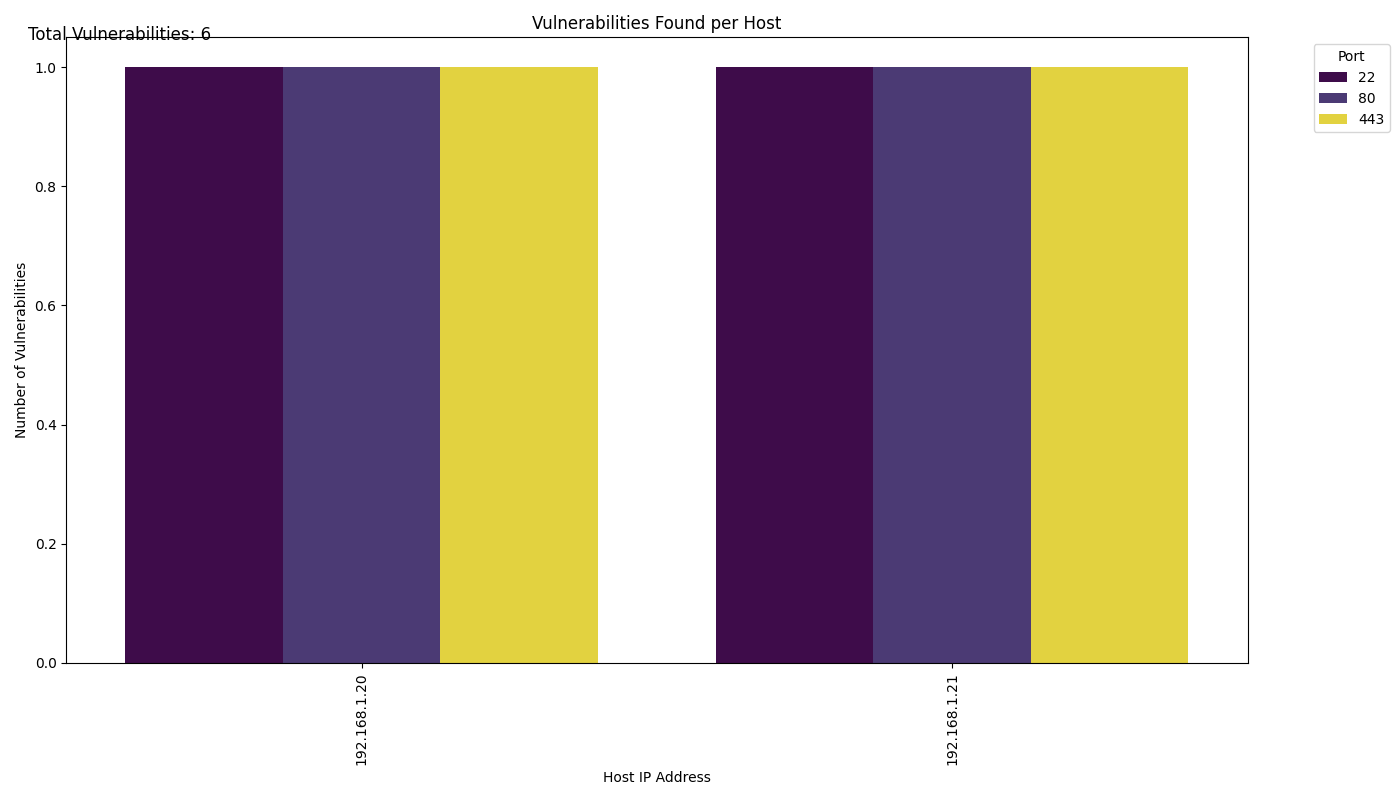 Vulnerabilities Found per Host
Total Vulnerabilities: 6
Port
22
80
443
Number of Vulnerabilities
1.0
0.8
0.6
0.4
0.2
0.0
192.168.1.20
192.168.1.21
Host IP Address